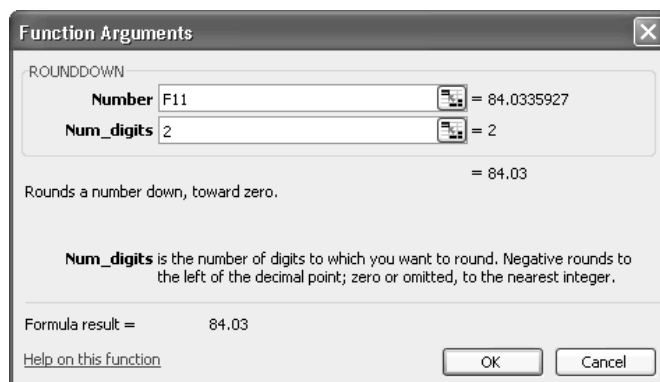 Function Arguments
ROUNDDOWN
Number F11 = 84.0335927
Num_digits 2 = 2
= 84.03
Rounds a number down, toward zero.
Num_digits is the number of digits to which you want to round. Negative rounds to
the left of the decimal point; zero or omitted, to the nearest integer.
Formula result = 84.03
Help on this function OK Cancel